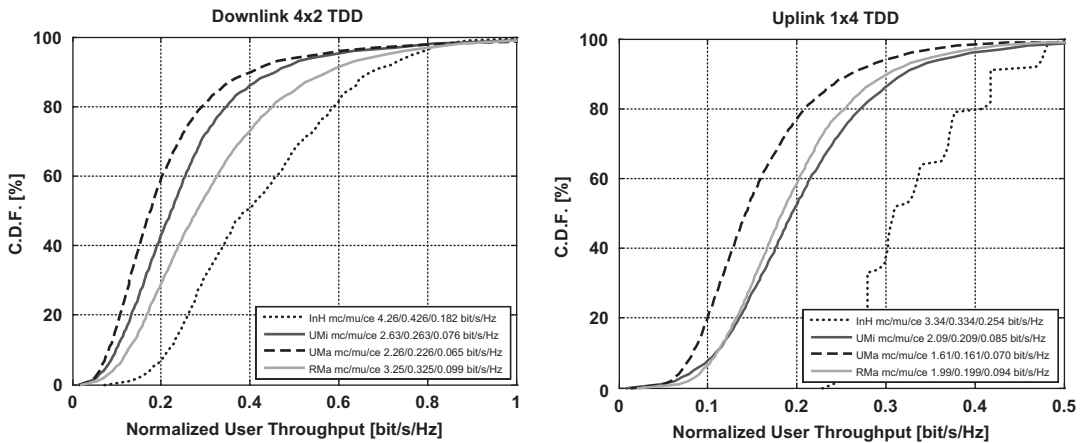 Downlink 4x2 TDD
100
80
60
40
20
0
C.D.F. [%]
InH mc/mu/ce 4.26/0.426/0.182 bit/s/Hz
UMi mc/mu/ce 2.63/0.263/0.076 bit/s/Hz
UMa mc/mu/ce 2.26/0.226/0.065 bit/s/Hz
RMa mc/mu/ce 3.25/0.325/0.099 bit/s/Hz
0 0.2 0.4 0.6 0.8 1
Normalized User Throughput [bit/s/Hz]
Uplink 1x4 TDD
100
80
60
40
20
0
C.D.F. [%]
InH mc/mu/ce 3.34/0.334/0.254 bit/s/Hz
UMi mc/mu/ce 2.09/0.209/0.085 bit/s/Hz
UMa mc/mu/ce 1.61/0.161/0.070 bit/s/Hz
RMa mc/mu/ce 1.99/0.199/0.094 bit/s/Hz
0 0.1 0.2 0.3 0.4 0.5
Normalized User Throughput [bit/s/Hz]